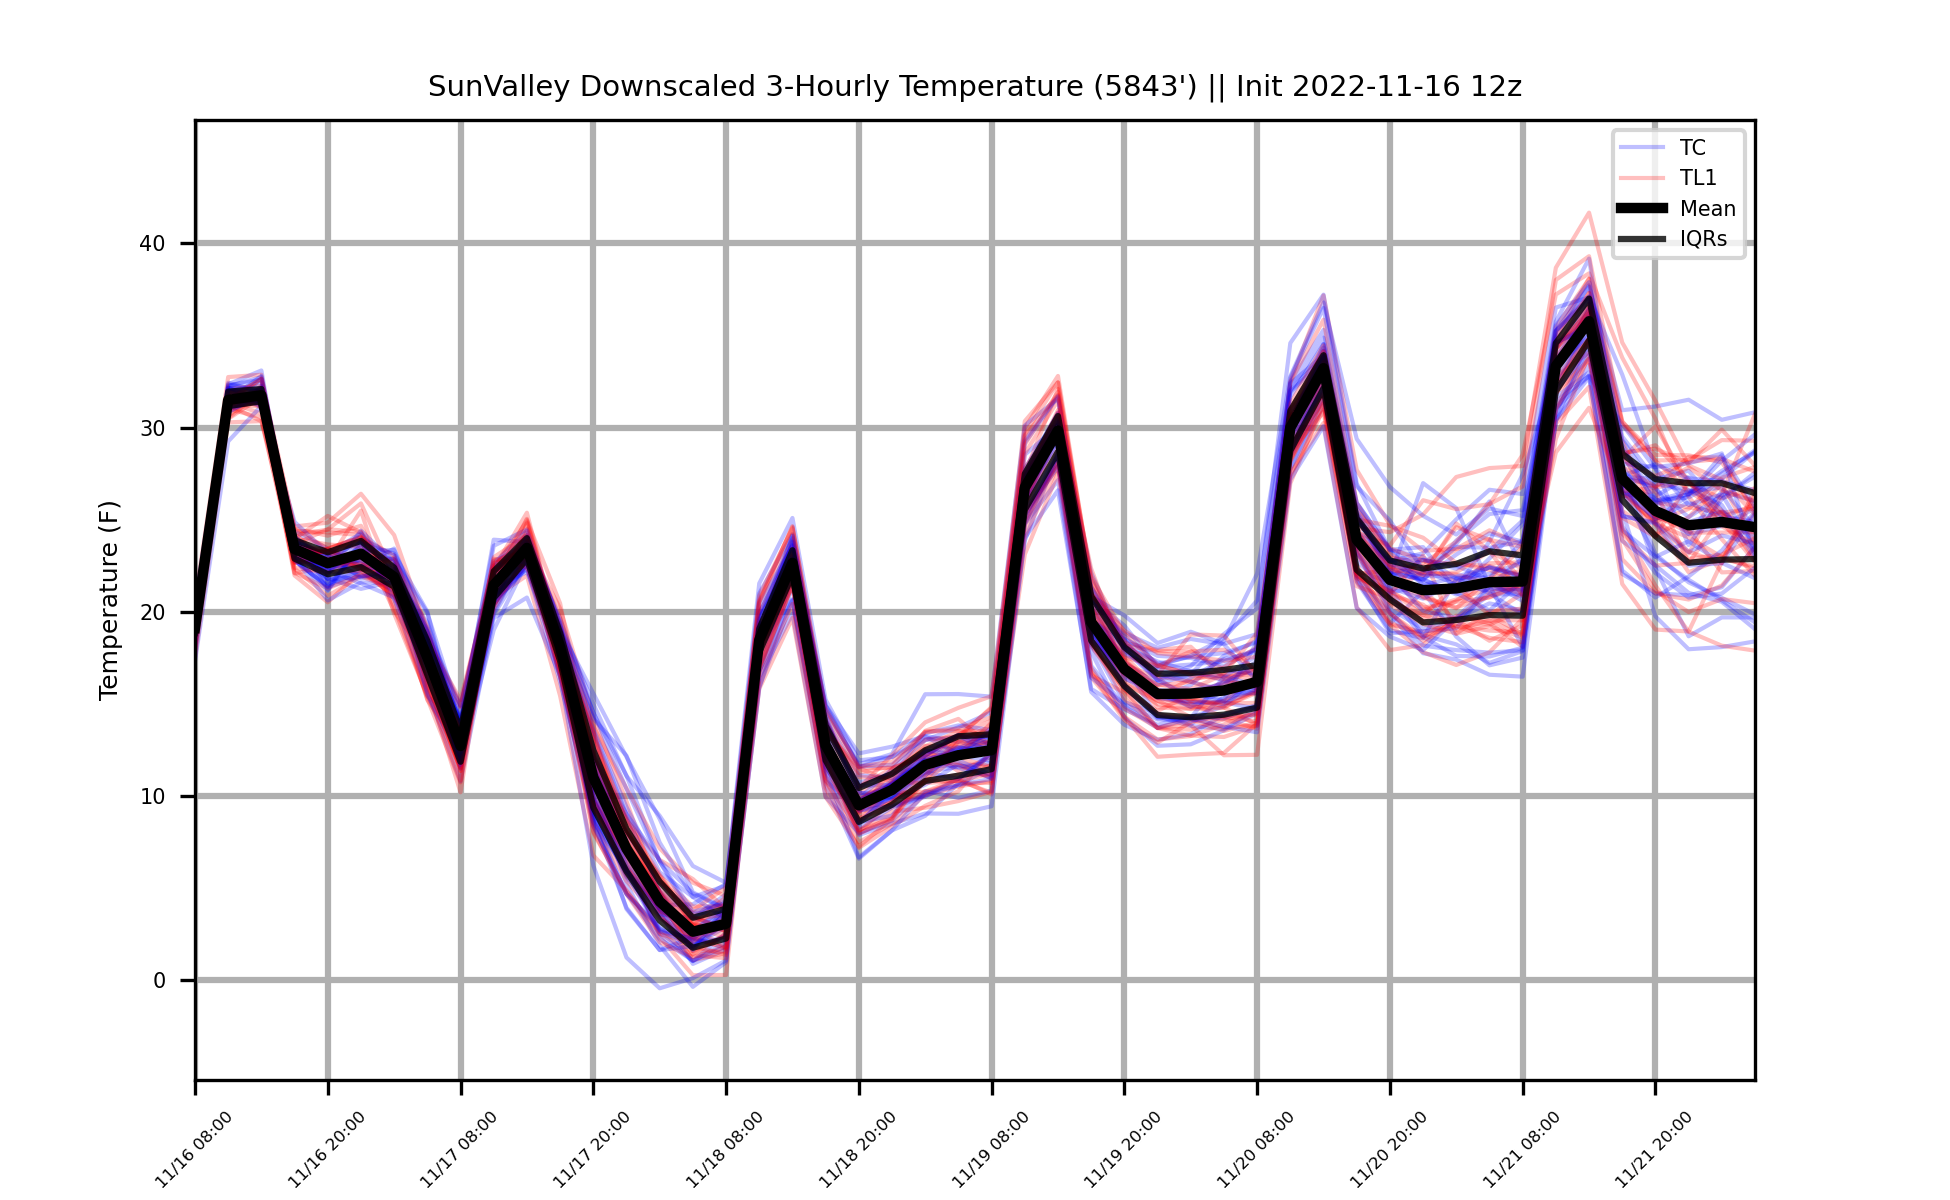 SunValley Downscaled 3-Hourly Temperature (5843') || Init 2022-11-16 12z
TC
TL1
Mean
IQRs
Temperature (F)
40
30
20
10
0
11/16 08:00
11/16 20:00
11/17 08:00
11/17 20:00
11/18 08:00
11/18 20:00
11/19 08:00
11/19 20:00
11/20 08:00
11/20 20:00
11/21 08:00
11/21 20:00